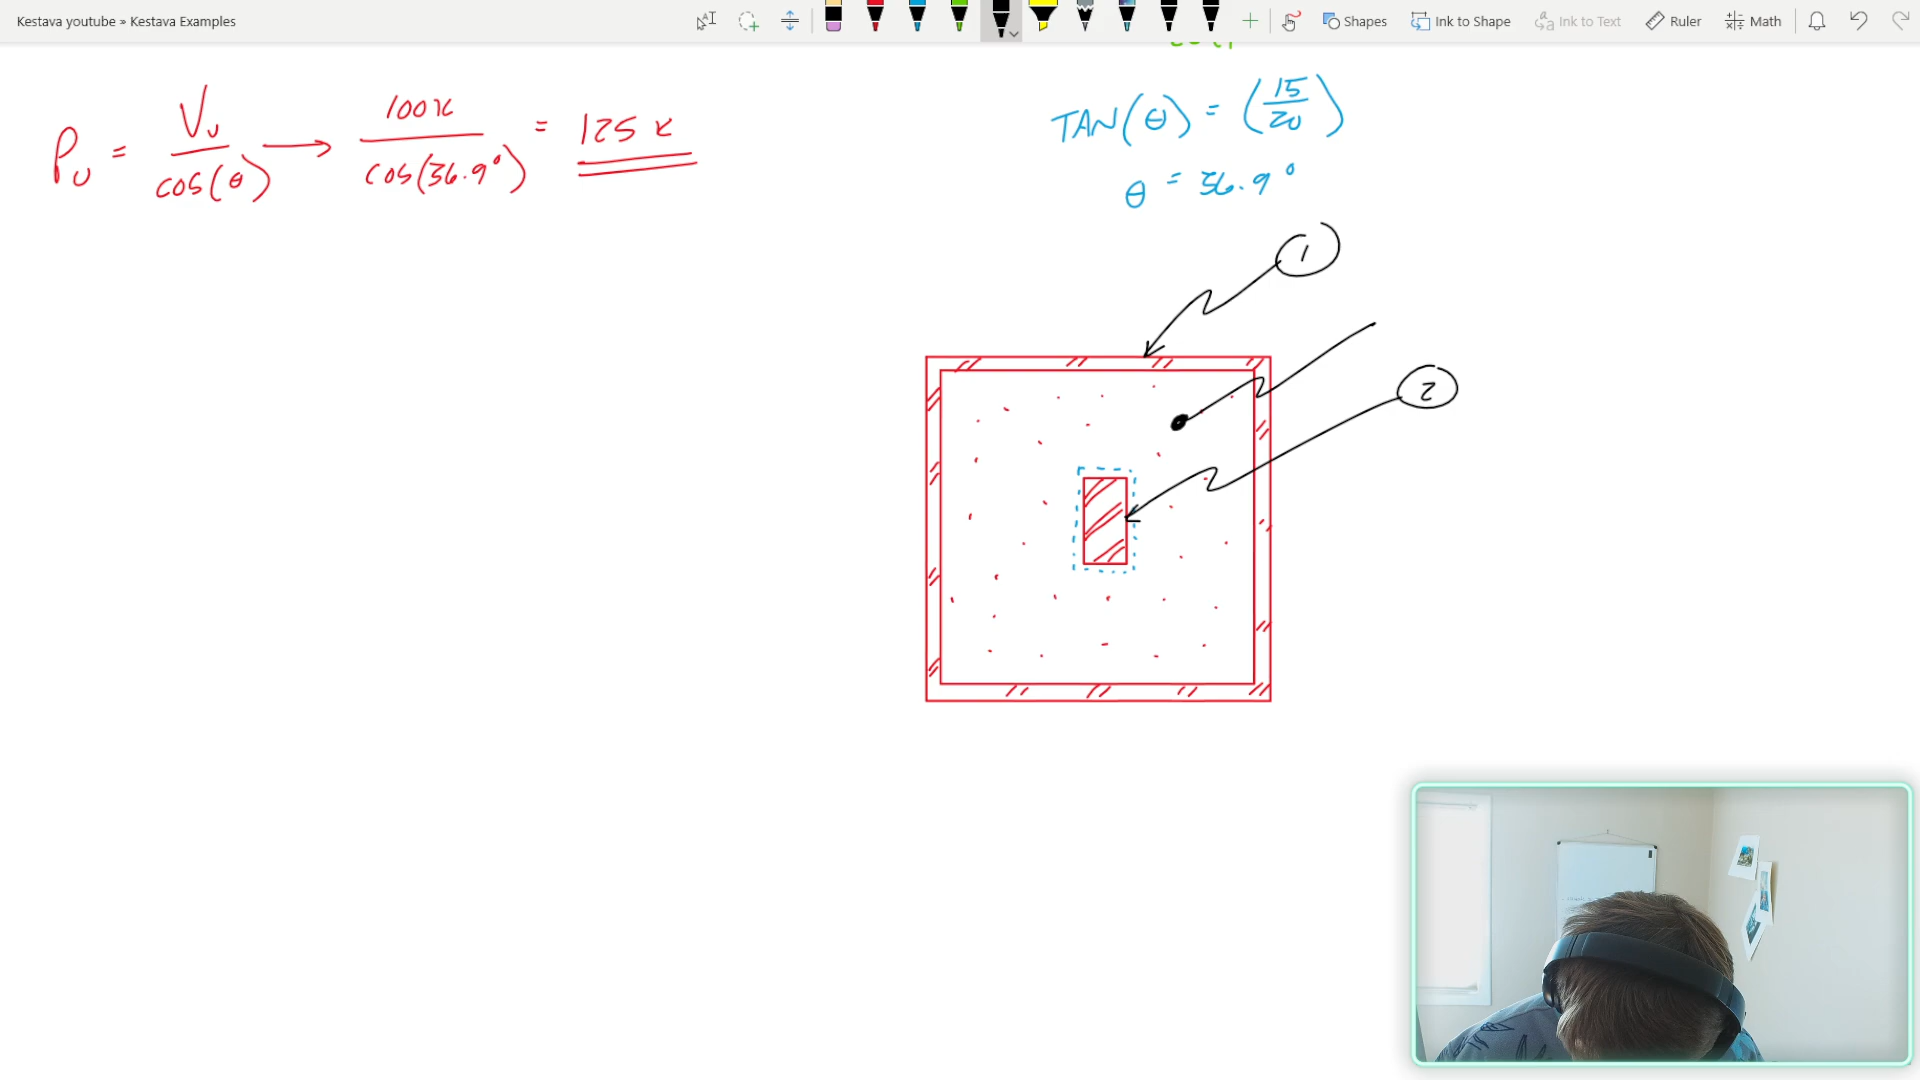 Kestava youtube » Kestava Examples
Shapes
Ink to Shape
Ink to Text
Ruler
Math
Pu = Vu / cos(θ) → 100k / cos(36.9°) = 125 k
TAN(θ) = (15/20)
θ = 36.9°
1
2